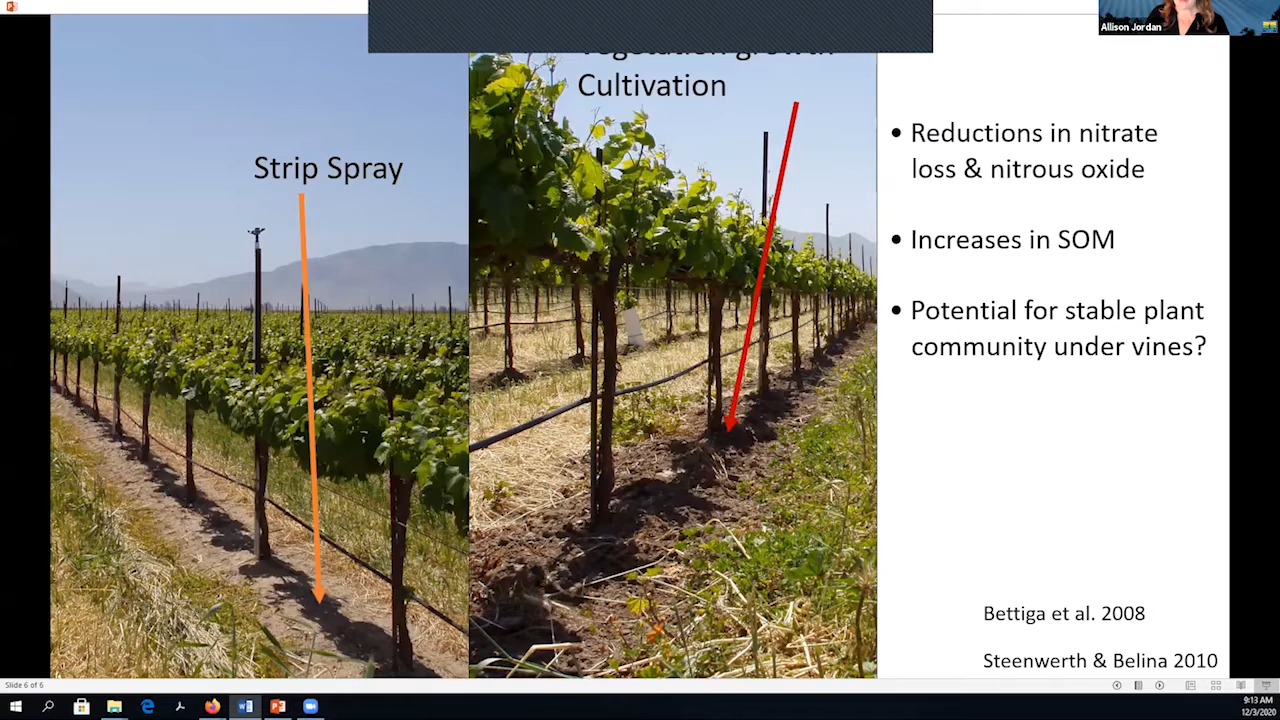 Allison Jordan
Vegetation growth
Cultivation
Strip Spray
• Reductions in nitrate
loss & nitrous oxide
• Increases in SOM
• Potential for stable plant
community under vines?
Bettiga et al. 2008
Steenwerth & Belina 2010
Slide 6 of 6
9:13 AM
12/3/2020